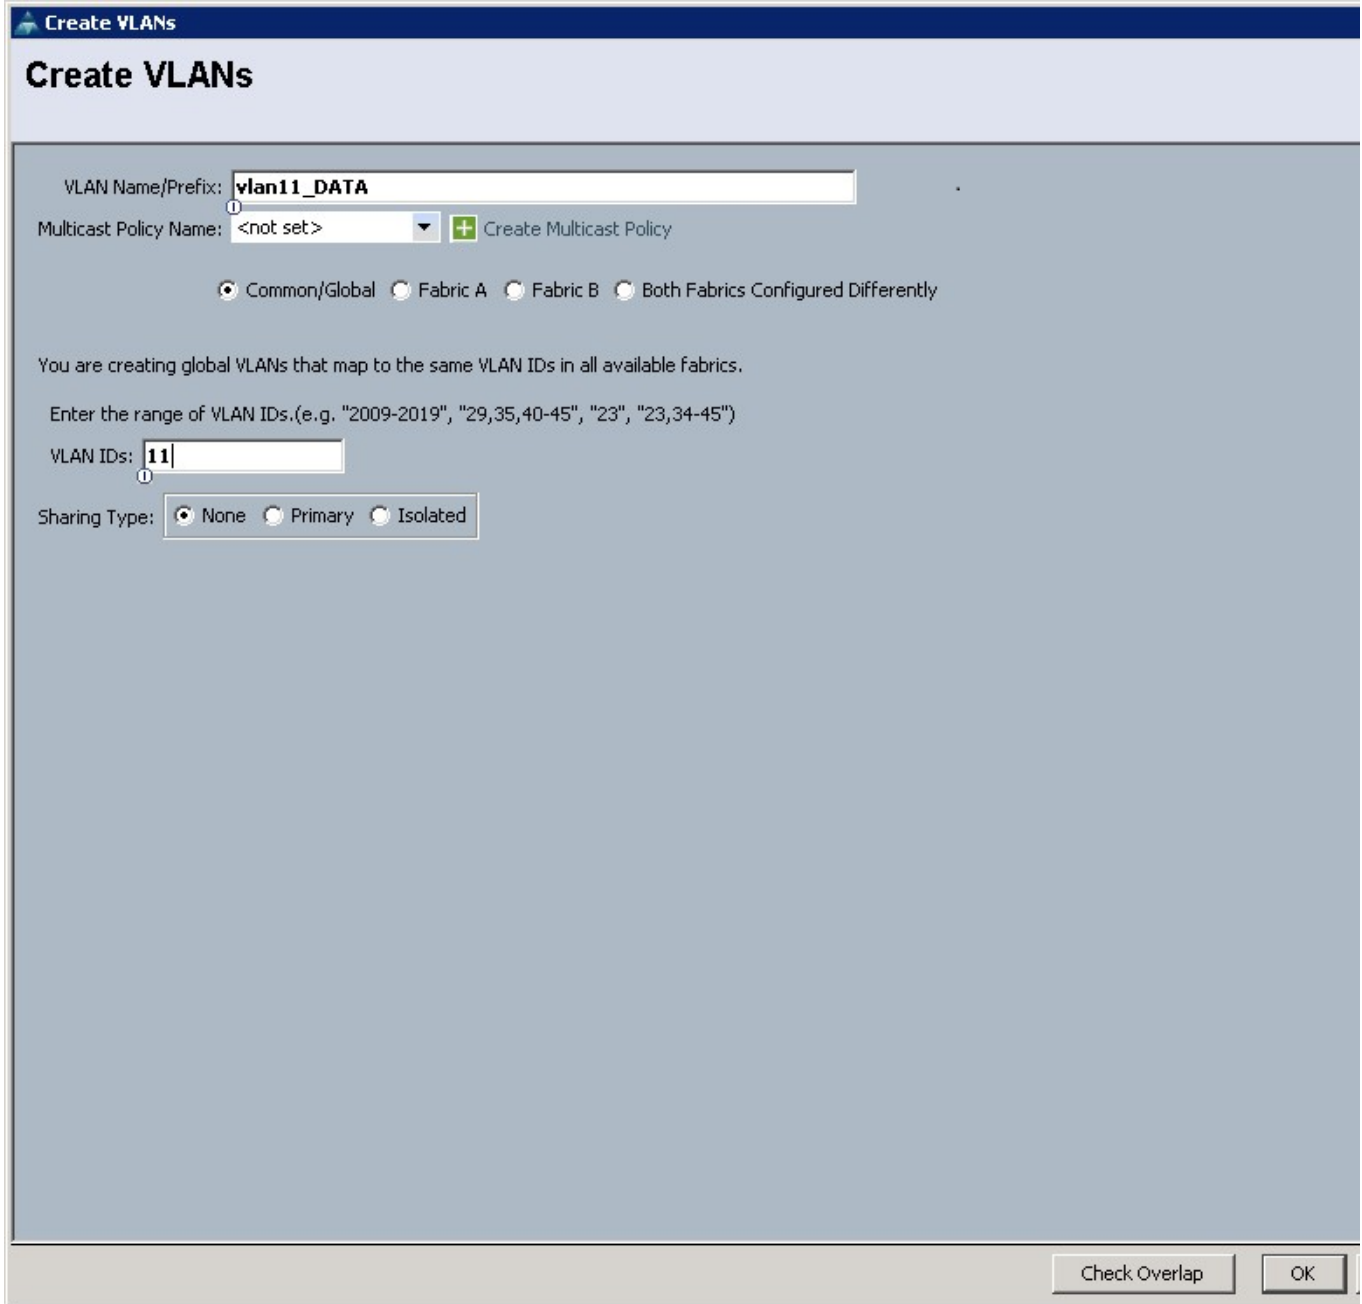 Create VLANs
Create VLANs
VLAN Name/Prefix: vlan11_DATA
Multicast Policy Name: <not set> Create Multicast Policy
Common/Global Fabric A Fabric B Both Fabrics Configured Differently
You are creating global VLANs that map to the same VLAN IDs in all available fabrics.
Enter the range of VLAN IDs.(e.g. "2009-2019", "29,35,40-45", "23", "23,34-45")
VLAN IDs: 11
Sharing Type: None Primary Isolated
Check Overlap OK